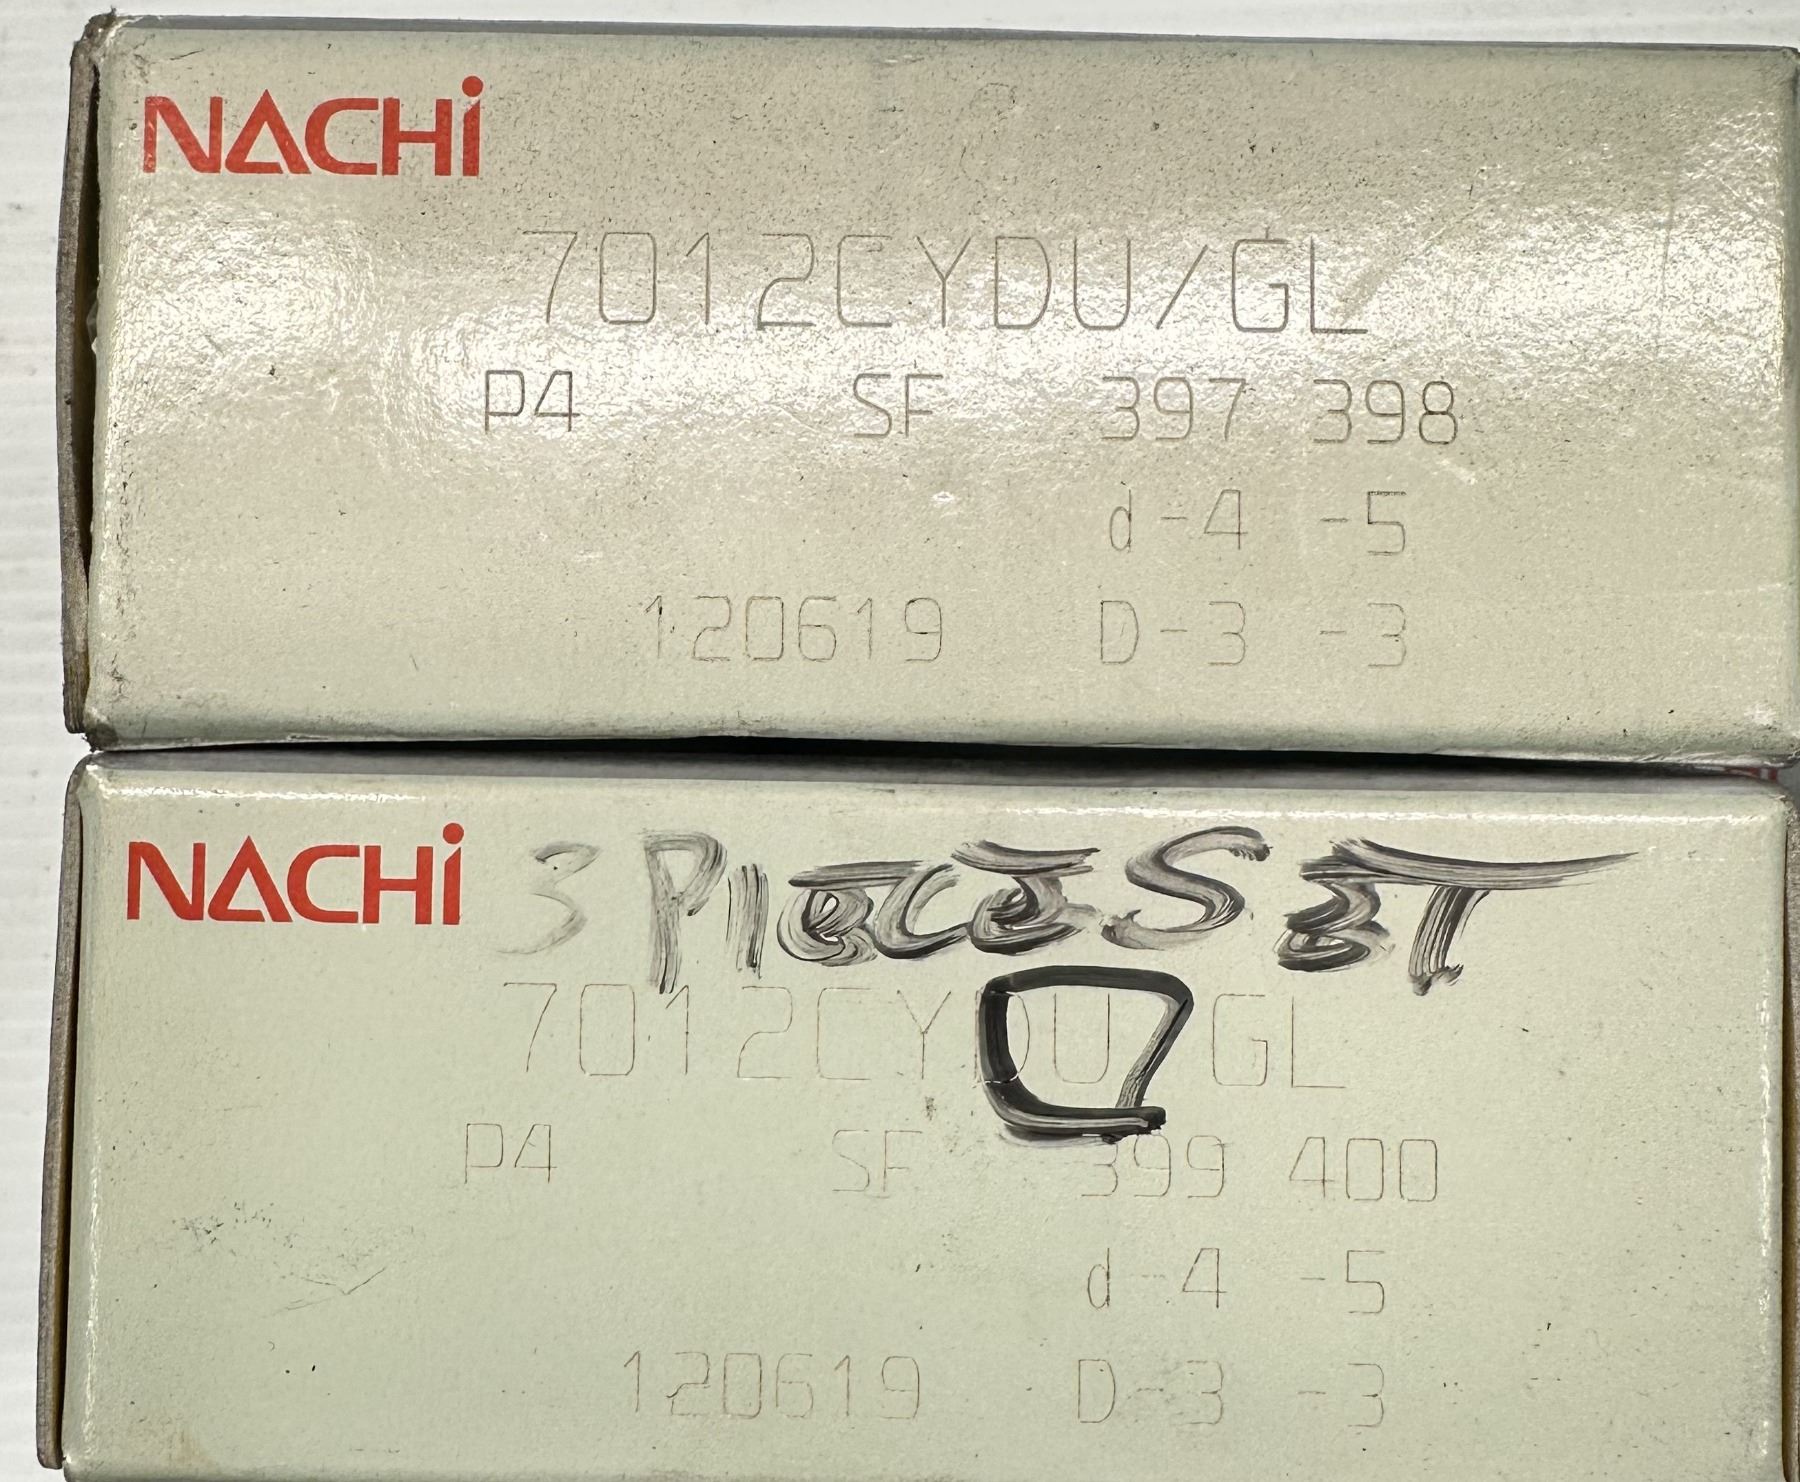 NACHi
7012CYDU/GL
P4 SF 397 398
d -4 -5
120619 D -3 -3
NACHi 3 PIECE SET
7012CYDU/GL
P4 SF 399 400
d -4 -5
120619 D -3 -3